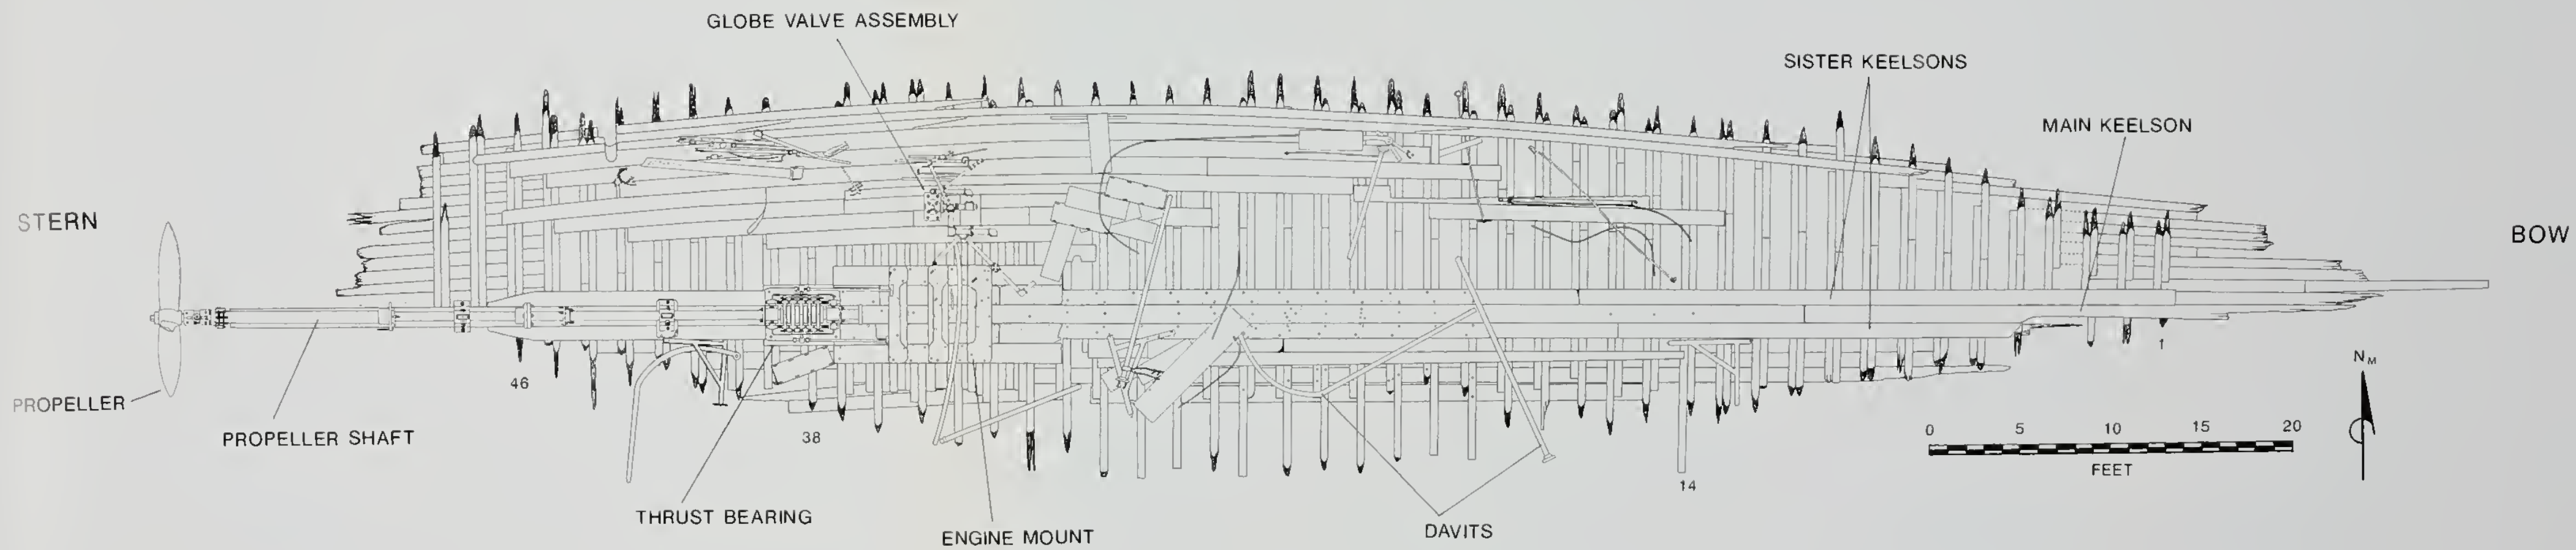 GLOBE VALVE ASSEMBLY
SISTER KEELSONS
MAIN KEELSON
STERN
BOW
1
N M
46
PROPELLER
PROPELLER SHAFT
38
0 5 10 15 20
FEET
14
THRUST BEARING
ENGINE MOUNT
DAVITS